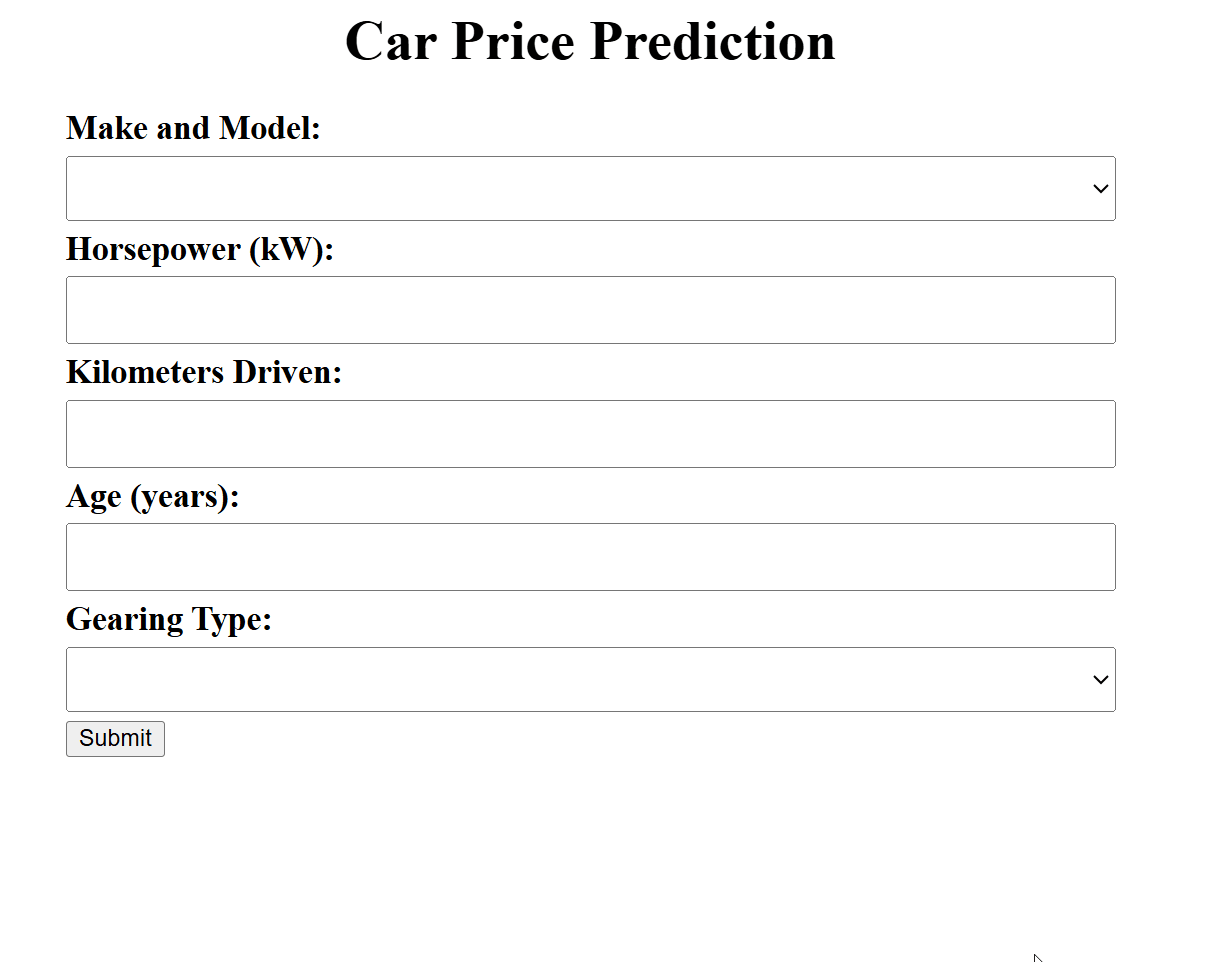 Car Price Prediction
Make and Model:
Horsepower (kW):
Kilometers Driven:
Age (years):
Gearing Type:
Submit